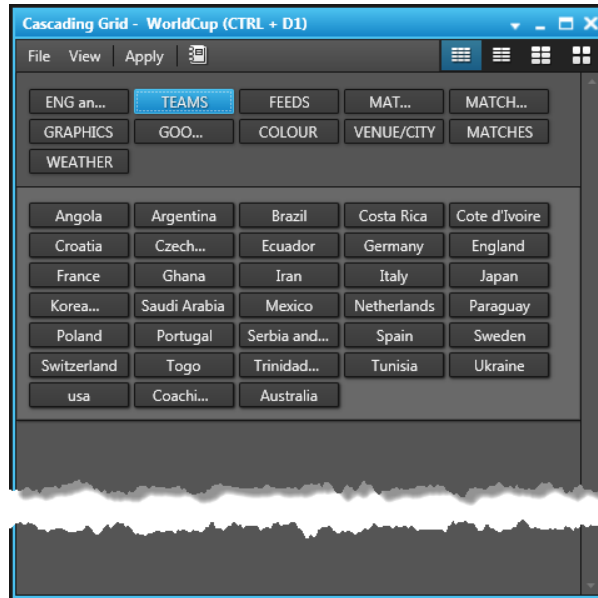 Cascading Grid - WorldCup (CTRL + D1)
File View Apply
ENG an... TEAMS FEEDS MAT... MATCH...
GRAPHICS GOO... COLOUR VENUE/CITY MATCHES
WEATHER
Angola Argentina Brazil Costa Rica Cote d'Ivoire
Croatia Czech... Ecuador Germany England
France Ghana Iran Italy Japan
Korea... Saudi Arabia Mexico Netherlands Paraguay
Poland Portugal Serbia and... Spain Sweden
Switzerland Togo Trinidad... Tunisia Ukraine
usa Coachi... Australia